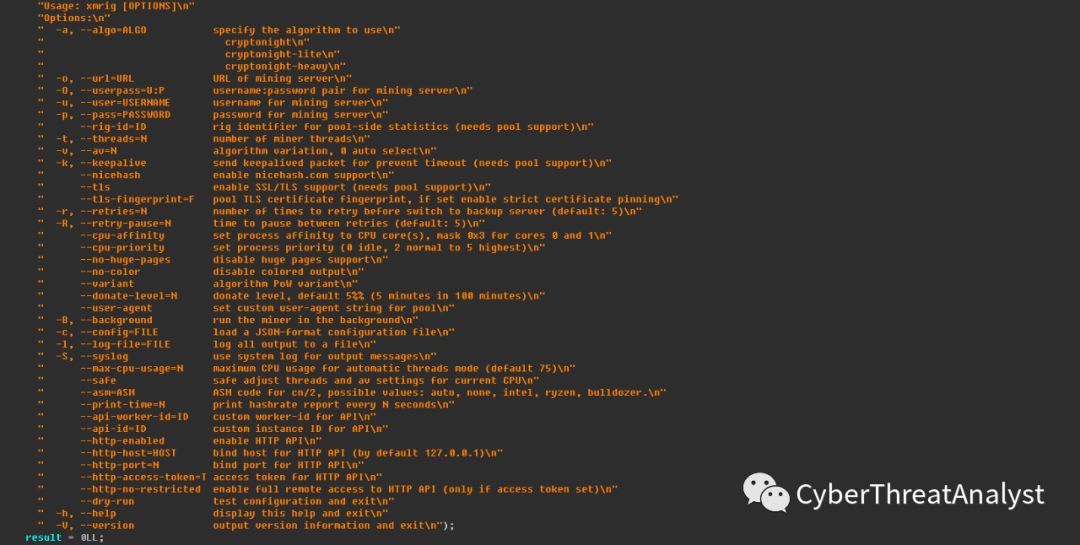 "Usage: xmrig [OPTIONS]\n"
"Options:\n"
"  -a, --algo=ALGO          specify the algorithm to use\n"
"                             cryptonight\n"
"                             cryptonight-lite\n"
"                             cryptonight-heavy\n"
"  -o, --url=URL            URL of mining server\n"
"  -O, --userpass=U:P       username:password pair for mining server\n"
"  -u, --user=USERNAME      username for mining server\n"
"  -p, --pass=PASSWORD      password for mining server\n"
"      --rig-id=ID          rig identifier for pool-side statistics (needs pool support)\n"
"  -t, --threads=N          number of miner threads\n"
"  -v, --av=N               algorithm variation, 0 auto select\n"
"  -k, --keepalive          send keepalived packet for prevent timeout (needs pool support)\n"
"      --nicehash           enable nicehash.com support\n"
"      --tls                enable SSL/TLS support (needs pool support)\n"
"      --tls-fingerprint=F  pool TLS certificate fingerprint, if set enable strict certificate pinning\n"
"  -r, --retries=N          number of times to retry before switch to backup server (default: 5)\n"
"  -R, --retry-pause=N      time to pause between retries (default: 5)\n"
"      --cpu-affinity       set process affinity to CPU core(s), mask 0x3 for cores 0 and 1\n"
"      --cpu-priority       set process priority (0 idle, 2 normal to 5 highest)\n"
"      --no-huge-pages      disable huge pages support\n"
"      --no-color           disable colored output\n"
"      --variant            algorithm PoW variant\n"
"      --donate-level=N     donate level, default 5%% (5 minutes in 100 minutes)\n"
"      --user-agent         set custom user-agent string for pool\n"
"  -B, --background         run the miner in the background\n"
"  -c, --config=FILE        load a JSON-format configuration file\n"
"  -l, --log-file=FILE      log all output to a file\n"
"  -S, --syslog             use system log for output messages\n"
"      --max-cpu-usage=N    maximum CPU usage for automatic threads mode (default 75)\n"
"      --safe               safe adjust threads and av settings for current CPU\n"
"      --asm=ASM            ASM code for cn/2, possible values: auto, none, intel, ryzen, bulldozer.\n"
"      --print-time=N       print hashrate report every N seconds\n"
"      --api-worker-id=ID   custom worker-id for API\n"
"      --api-id=ID          custom instance ID for API\n"
"      --http-enabled       enable HTTP API\n"
"      --http-host=HOST     bind host for HTTP API (by default 127.0.0.1)\n"
"      --http-port=N        bind port for HTTP API\n"
"      --http-access-token=T access token for HTTP API\n"
"      --http-no-restricted  enable full remote access to HTTP API (only if access token set)\n"
"      --dry-run            test configuration and exit\n"
"  -h, --help               display this help and exit\n"
"  -V, --version            output version information and exit\n");
result = 0LL;
CyberThreatAnalyst